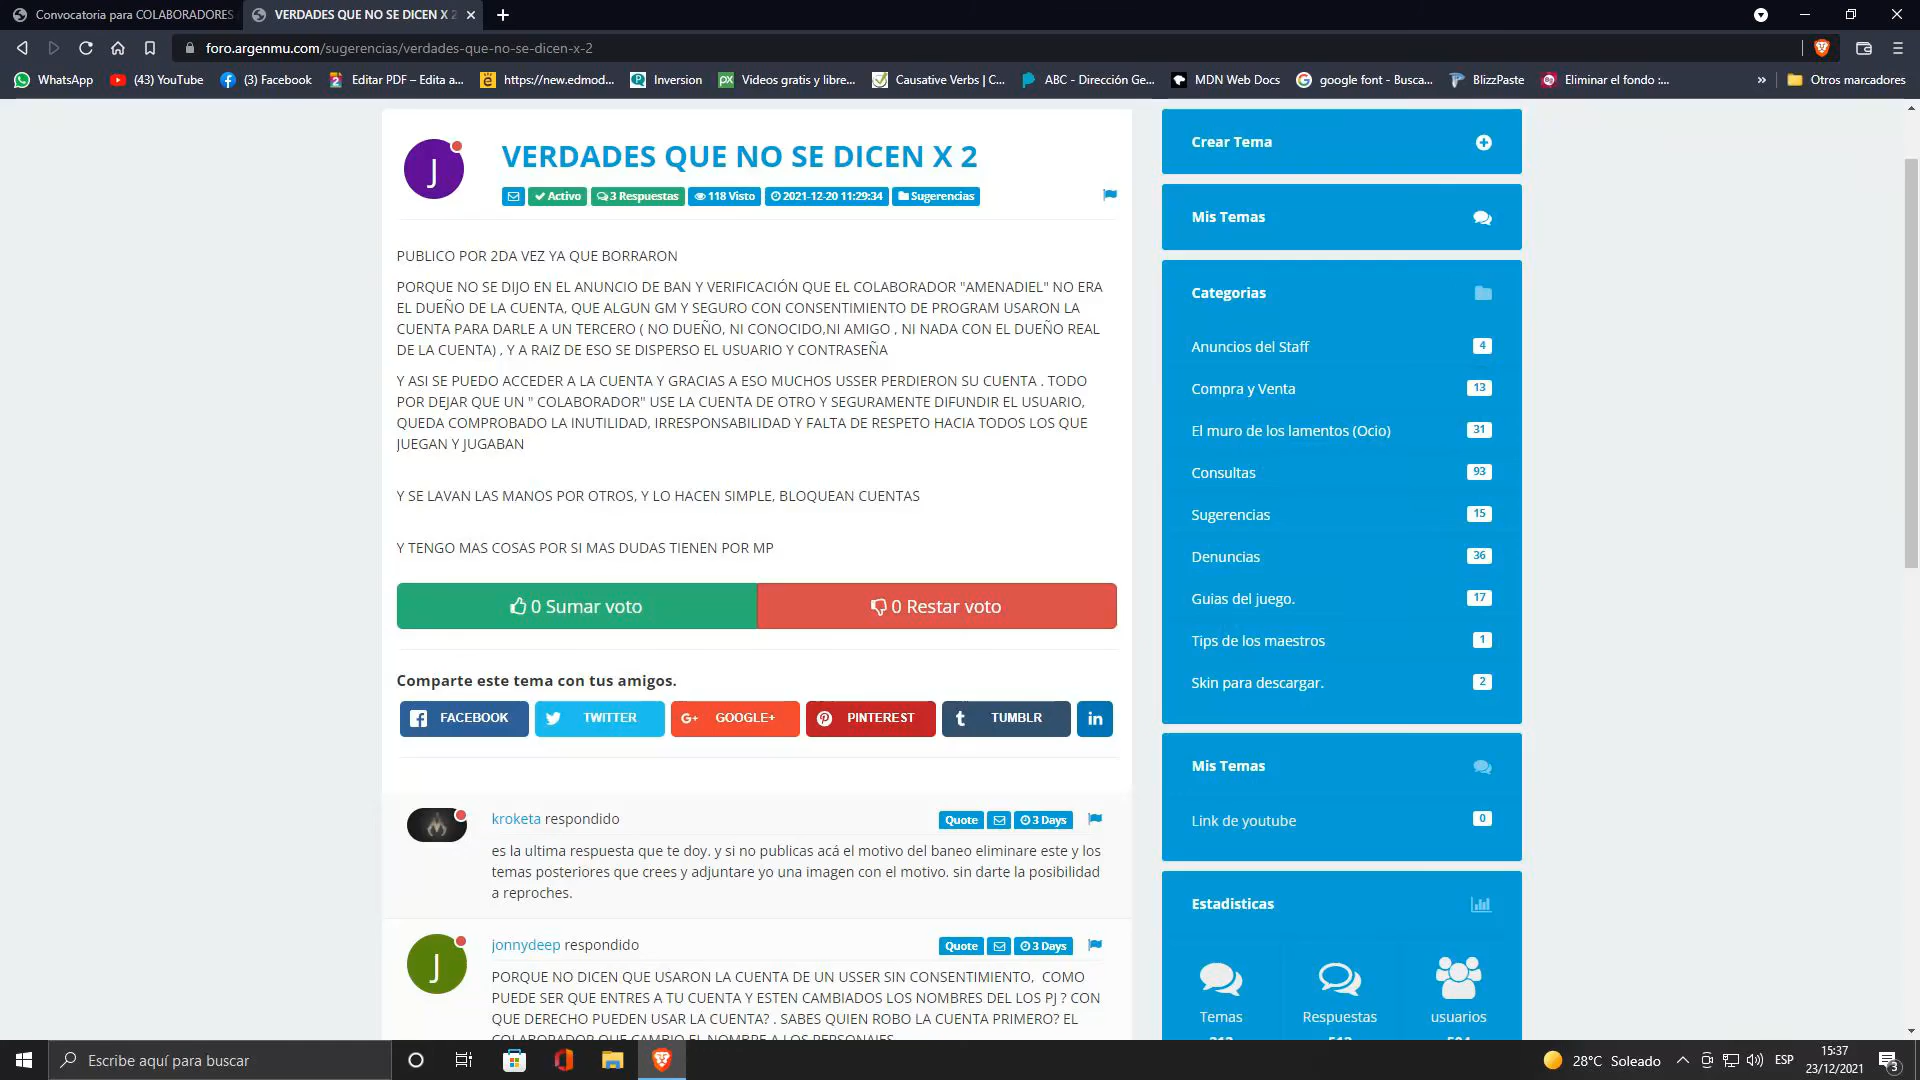 Convocatoria para COLABORADORES
VERDADES QUE NO SE DICEN X 2
foro.argenmu.com/sugerencias/verdades-que-no-se-dicen-x-2
WhatsApp
(43) YouTube
(3) Facebook
Editar PDF – Edita a...
https://new.edmod...
Inversion
Videos gratis y libre...
Causative Verbs | C...
ABC - Dirección Ge...
MDN Web Docs
google font - Busca...
BlizzPaste
Eliminar el fondo :...
»
Otros marcadores
J
VERDADES QUE NO SE DICEN X 2
Activo
3 Respuestas
118 Visto
2021-12-20 11:29:34
Sugerencias
PUBLICO POR 2DA VEZ YA QUE BORRARON
PORQUE NO SE DIJO EN EL ANUNCIO DE BAN Y VERIFICACIÓN QUE EL COLABORADOR "AMENADIEL" NO ERA
EL DUEÑO DE LA CUENTA, QUE ALGUN GM Y SEGURO CON CONSENTIMIENTO DE PROGRAM USARON LA
CUENTA PARA DARLE A UN TERCERO ( NO DUEÑO, NI CONOCIDO,NI AMIGO , NI NADA CON EL DUEÑO REAL
DE LA CUENTA) , Y A RAIZ DE ESO SE DISPERSO EL USUARIO Y CONTRASEÑA
Y ASI SE PUEDO ACCEDER A LA CUENTA Y GRACIAS A ESO MUCHOS USSER PERDIERON SU CUENTA . TODO
POR DEJAR QUE UN " COLABORADOR" USE LA CUENTA DE OTRO Y SEGURAMENTE DIFUNDIR EL USUARIO,
QUEDA COMPROBADO LA INUTILIDAD, IRRESPONSABILIDAD Y FALTA DE RESPETO HACIA TODOS LOS QUE
JUEGAN Y JUGABAN
Y SE LAVAN LAS MANOS POR OTROS, Y LO HACEN SIMPLE, BLOQUEAN CUENTAS
Y TENGO MAS COSAS POR SI MAS DUDAS TIENEN POR MP
0 Sumar voto
0 Restar voto
Comparte este tema con tus amigos.
FACEBOOK
TWITTER
GOOGLE+
PINTEREST
TUMBLR
in
kroketa respondido
Quote
3 Days
es la ultima respuesta que te doy. y si no publicas acá el motivo del baneo eliminare este y los
temas posteriores que crees y adjuntare yo una imagen con el motivo. sin darte la posibilidad
a reproches.
J
jonnydeep respondido
Quote
3 Days
PORQUE NO DICEN QUE USARON LA CUENTA DE UN USSER SIN CONSENTIMIENTO, COMO
PUEDE SER QUE ENTRES A TU CUENTA Y ESTEN CAMBIADOS LOS NOMBRES DEL LOS PJ ? CON
QUE DERECHO PUEDEN USAR LA CUENTA? . SABES QUIEN ROBO LA CUENTA PRIMERO? EL
COLABORADOR QUE CAMBIO EL NOMBRE A LOS PERSONAJES
Crear Tema
Mis Temas
Categorias
Anuncios del Staff 4
Compra y Venta 13
El muro de los lamentos (Ocio) 31
Consultas 93
Sugerencias 15
Denuncias 36
Guias del juego. 17
Tips de los maestros 1
Skin para descargar. 2
Mis Temas
Link de youtube 0
Estadisticas
Temas
Respuestas
usuarios
Escribe aquí para buscar
28°C Soleado
ESP
15:37
23/12/2021
3